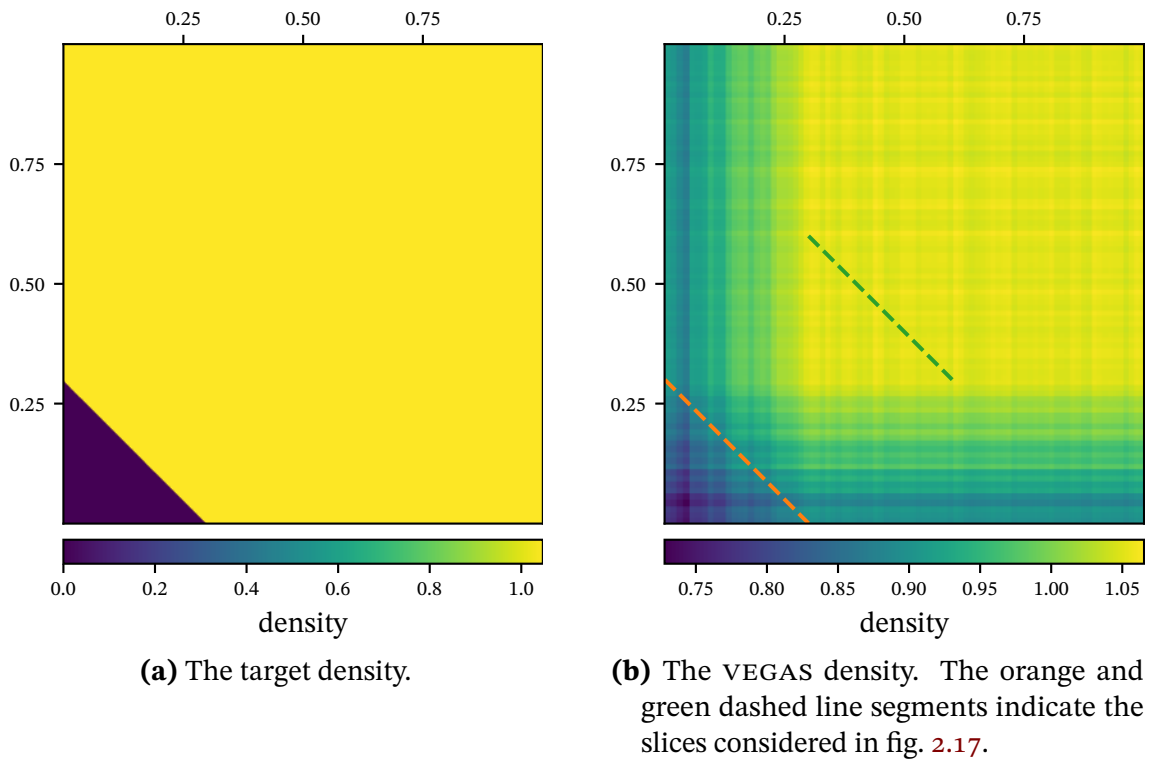 0.25 0.50 0.75
0.25 0.50 0.75
0.75
0.50
0.25
0.75
0.50
0.25
0.0 0.2 0.4 0.6 0.8 1.0
density
0.75 0.80 0.85 0.90 0.95 1.00 1.05
density
(a) The target density.
(b) The VEGAS density. The orange and
green dashed line segments indicate the
slices considered in fig. 2.17.